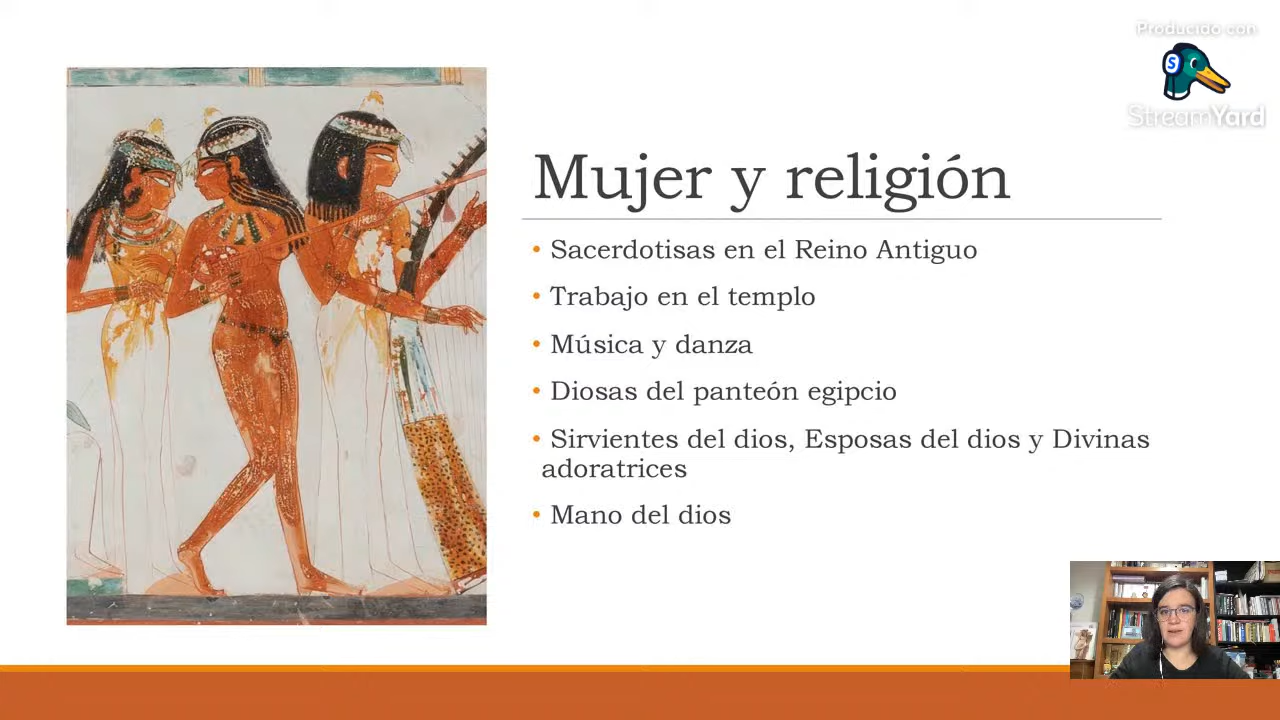 Producido con
StreamYard
Mujer y religión
• Sacerdotisas en el Reino Antiguo
• Trabajo en el templo
• Música y danza
• Diosas del panteón egipcio
• Sirvientes del dios, Esposas del dios y Divinas
adoratrices
• Mano del dios